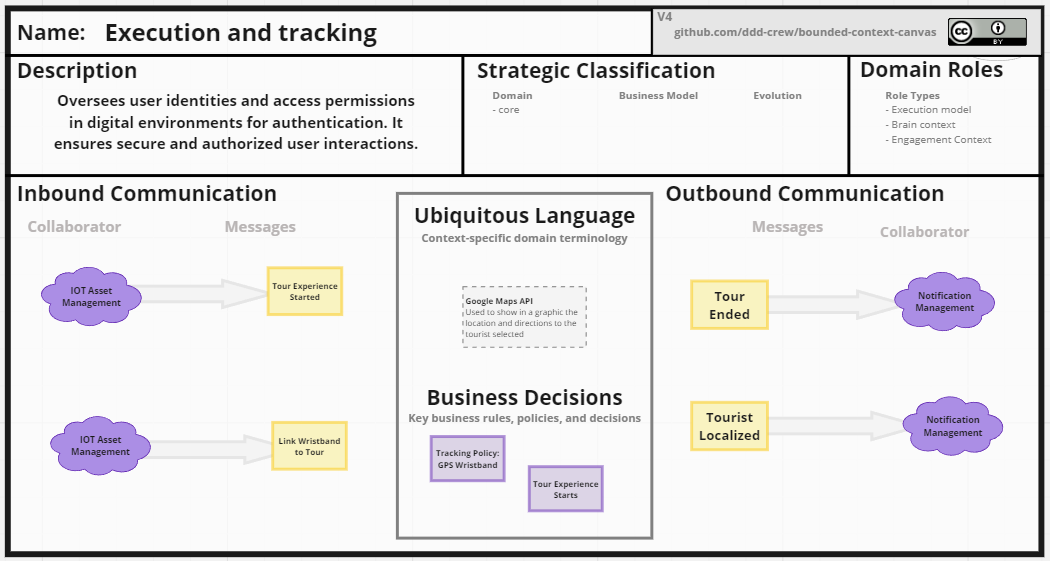 Name: Execution and tracking
V4
github.com/ddd-crew/bounded-context-canvas
cc
BY
Description
Oversees user identities and access permissions
in digital environments for authentication. It
ensures secure and authorized user interactions.
Strategic Classification
Domain
- core
Business Model
Evolution
Domain Roles
Role Types
- Execution model
- Brain context
- Engagement Context
Inbound Communication
Collaborator
Messages
IOT Asset
Management
Tour Experience
Started
IOT Asset
Management
Link Wristband
to Tour
Ubiquitous Language
Context-specific domain terminology
Google Maps API
Used to show in a graphic the
location and directions to the
tourist selected
Business Decisions
Key business rules, policies, and decisions
Tracking Policy:
GPS Wristband
Tour Experience
Starts
Outbound Communication
Messages
Collaborator
Tour
Ended
Notification
Management
Tourist
Localized
Notification
Management